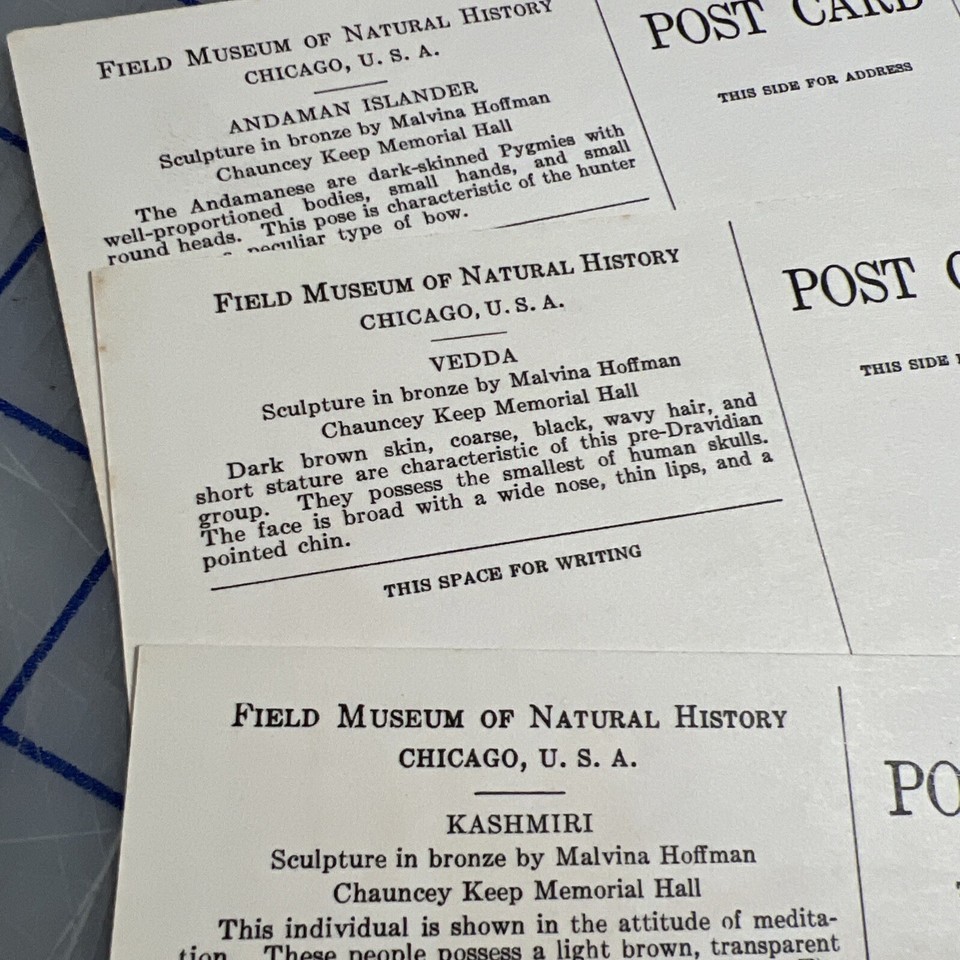 FIELD MUSEUM OF NATURAL HISTORY
CHICAGO, U. S. A.
ANDAMAN ISLANDER
Sculpture in bronze by Malvina Hoffman
Chauncey Keep Memorial Hall
The Andamanese are dark-skinned Pygmies with
well-proportioned bodies, small hands, and small
round heads. This pose is characteristic of the hunter
peculiar type of bow.
POST CARD
THIS SIDE FOR ADDRESS
FIELD MUSEUM OF NATURAL HISTORY
CHICAGO, U. S. A.
VEDDA
Sculpture in bronze by Malvina Hoffman
Chauncey Keep Memorial Hall
Dark brown skin, coarse, black, wavy hair, and
short stature are characteristic of this pre-Dravidian
group. They possess the smallest of human skulls.
The face is broad with a wide nose, thin lips, and a
pointed chin.
THIS SPACE FOR WRITING
POST C
THIS SIDE
FIELD MUSEUM OF NATURAL HISTORY
CHICAGO, U. S. A.
KASHMIRI
Sculpture in bronze by Malvina Hoffman
Chauncey Keep Memorial Hall
This individual is shown in the attitude of medita-
tion. These people possess a light brown, transparent
PO